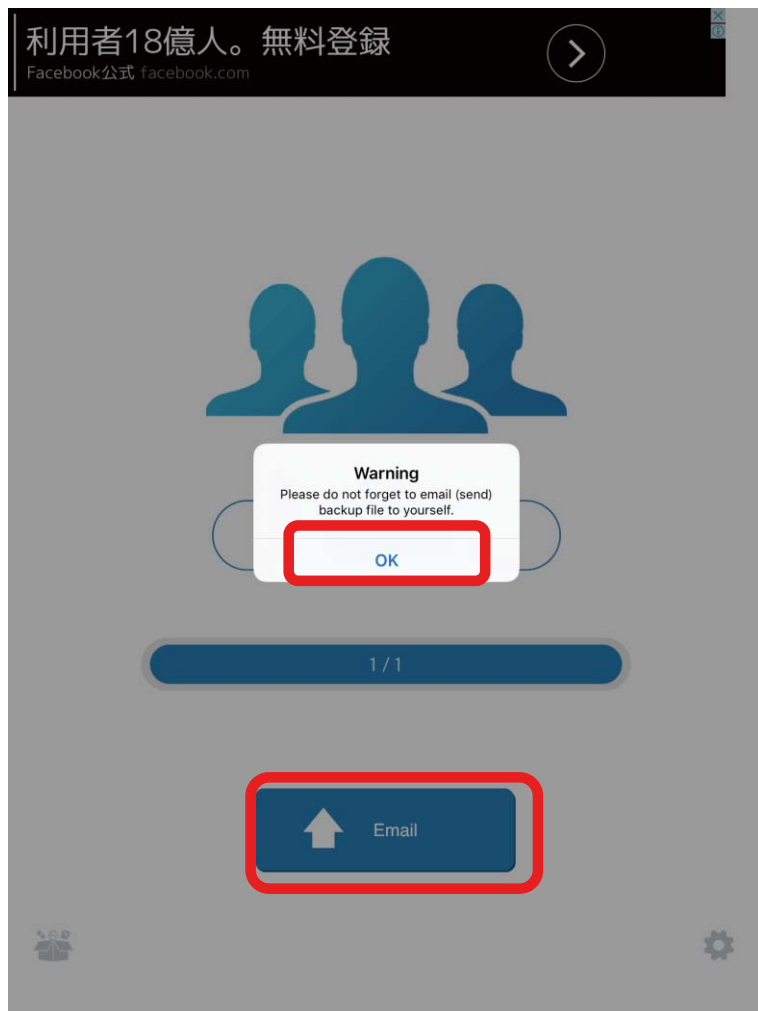 利用者18億人。無料登録
Facebook公式 facebook.com
Warning
Please do not forget to email (send)
backup file to yourself.
OK
1 / 1
Email